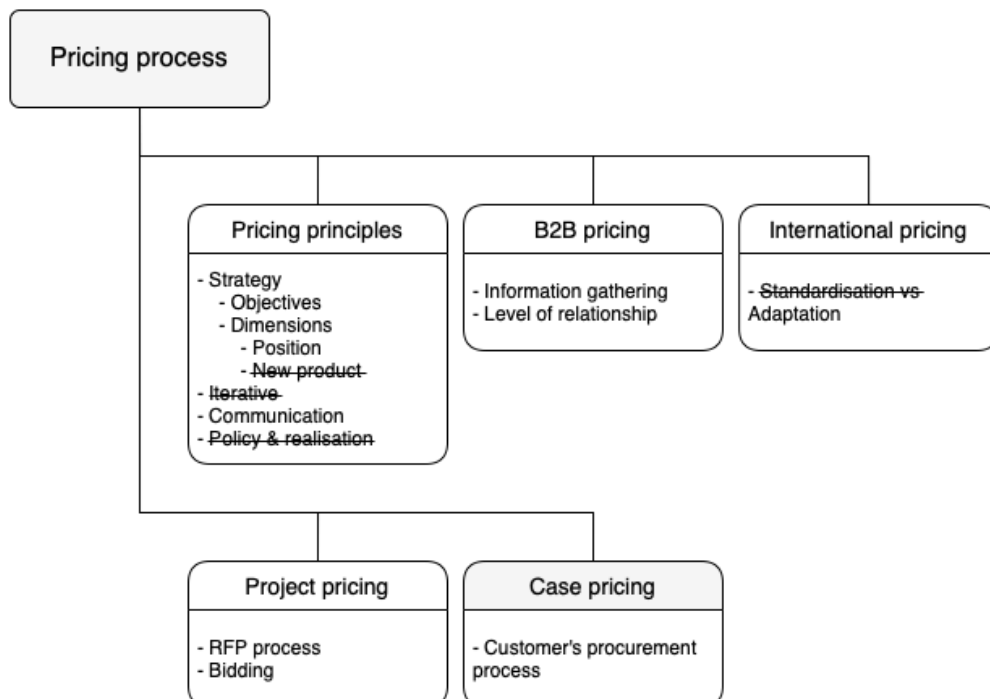 Pricing process
Pricing principles
- Strategy
- Objectives
- Dimensions
- Position
- New product
- Iterative
- Communication
- Policy & realisation
B2B pricing
- Information gathering
- Level of relationship
International pricing
- Standardisation vs
Adaptation
Project pricing
- RFP process
- Bidding
Case pricing
- Customer's procurement
process